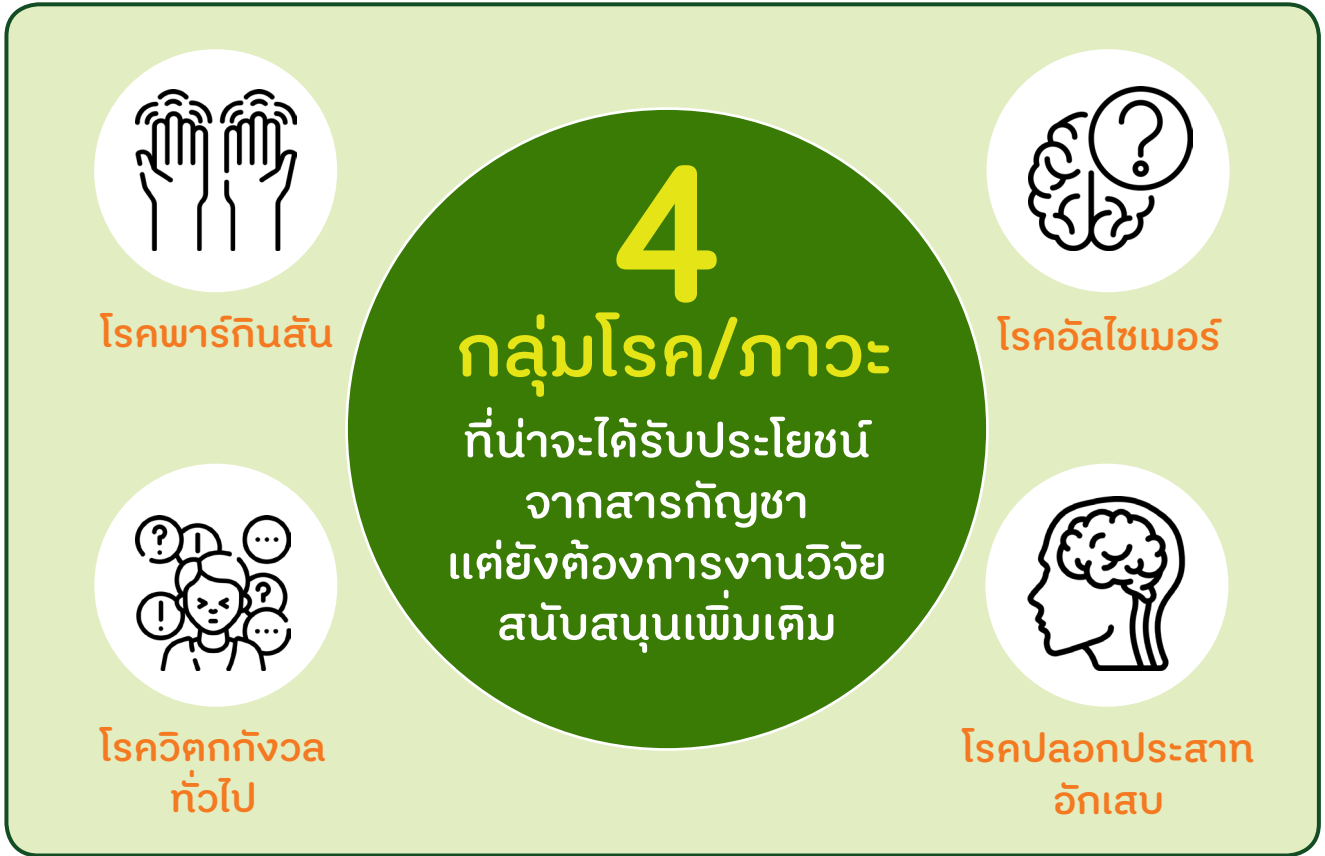 4
กลุ่มโรค/ภาวะ
ที่น่าจะได้รับประโยชน์
จากสารกัญชา
แต่ยังต้องการงานวิจัย
สนับสนุนเพิ่มเติม
โรคพาร์กินสัน
โรคอัลไซเมอร์
โรควิตกกังวล
ทั่วไป
โรคปลอกประสาท
อักเสบ